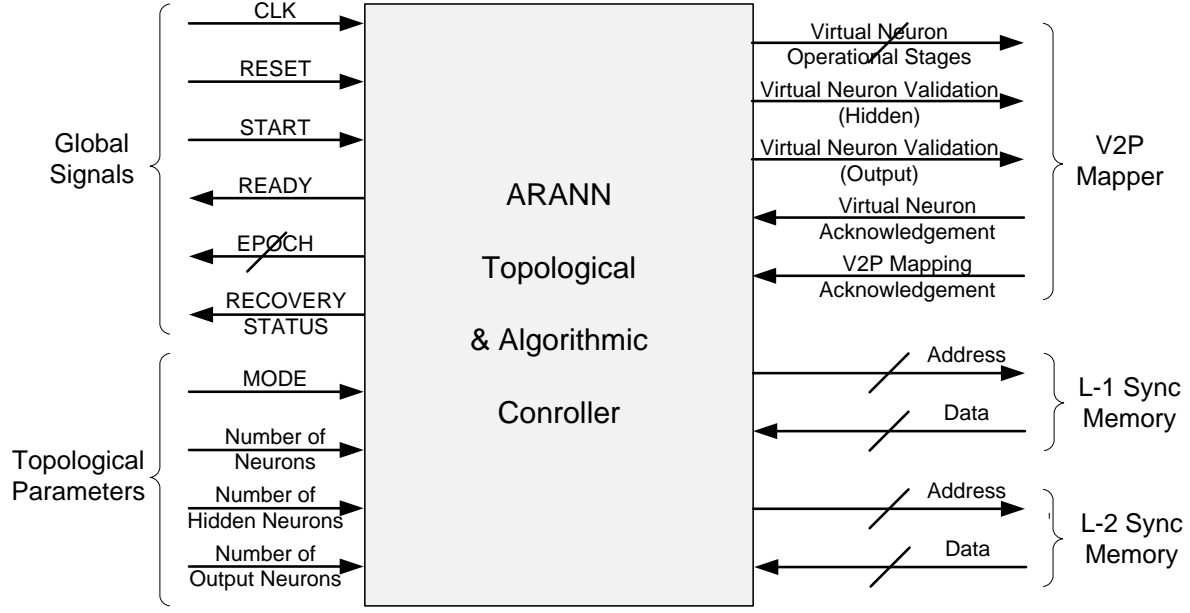 Global
Signals
CLK
RESET
START
READY
EPOCH
RECOVERY
STATUS
Topological
Parameters
MODE
Number of
Neurons
Number of
Hidden Neurons
Number of
Output Neurons
ARANN
Topological
& Algorithmic
Conroller
Virtual Neuron
Operational Stages
Virtual Neuron Validation
(Hidden)
Virtual Neuron Validation
(Output)
Virtual Neuron
Acknowledgement
V2P Mapping
Acknowledgement
V2P
Mapper
Address
Data
L-1 Sync
Memory
Address
Data
L-2 Sync
Memory